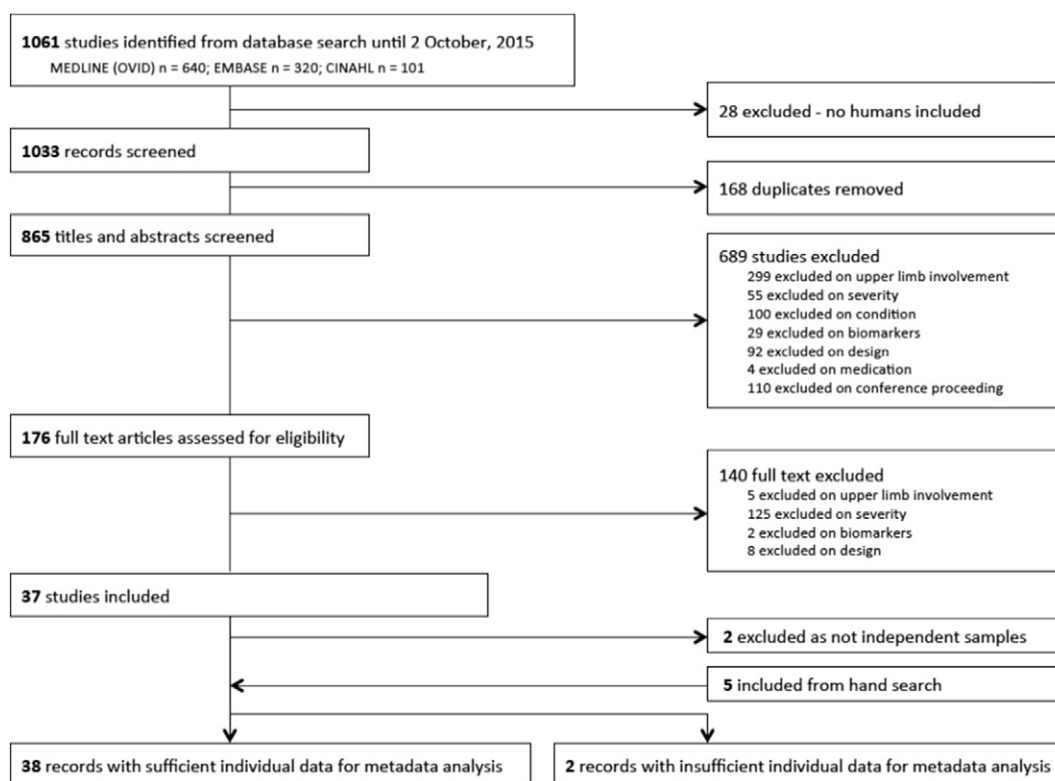 1061 studies identified from database search until 2 October, 2015
MEDLINE (OVID) n = 640; EMBASE n = 320; CINAHL n = 101
28 excluded - no humans included
1033 records screened
168 duplicates removed
865 titles and abstracts screened
689 studies excluded
299 excluded on upper limb involvement
55 excluded on severity
100 excluded on condition
29 excluded on biomarkers
92 excluded on design
4 excluded on medication
110 excluded on conference proceeding
176 full text articles assessed for eligibility
140 full text excluded
5 excluded on upper limb involvement
125 excluded on severity
2 excluded on biomarkers
8 excluded on design
37 studies included
2 excluded as not independent samples
5 included from hand search
38 records with sufficient individual data for metadata analysis
2 records with insufficient individual data for metadata analysis